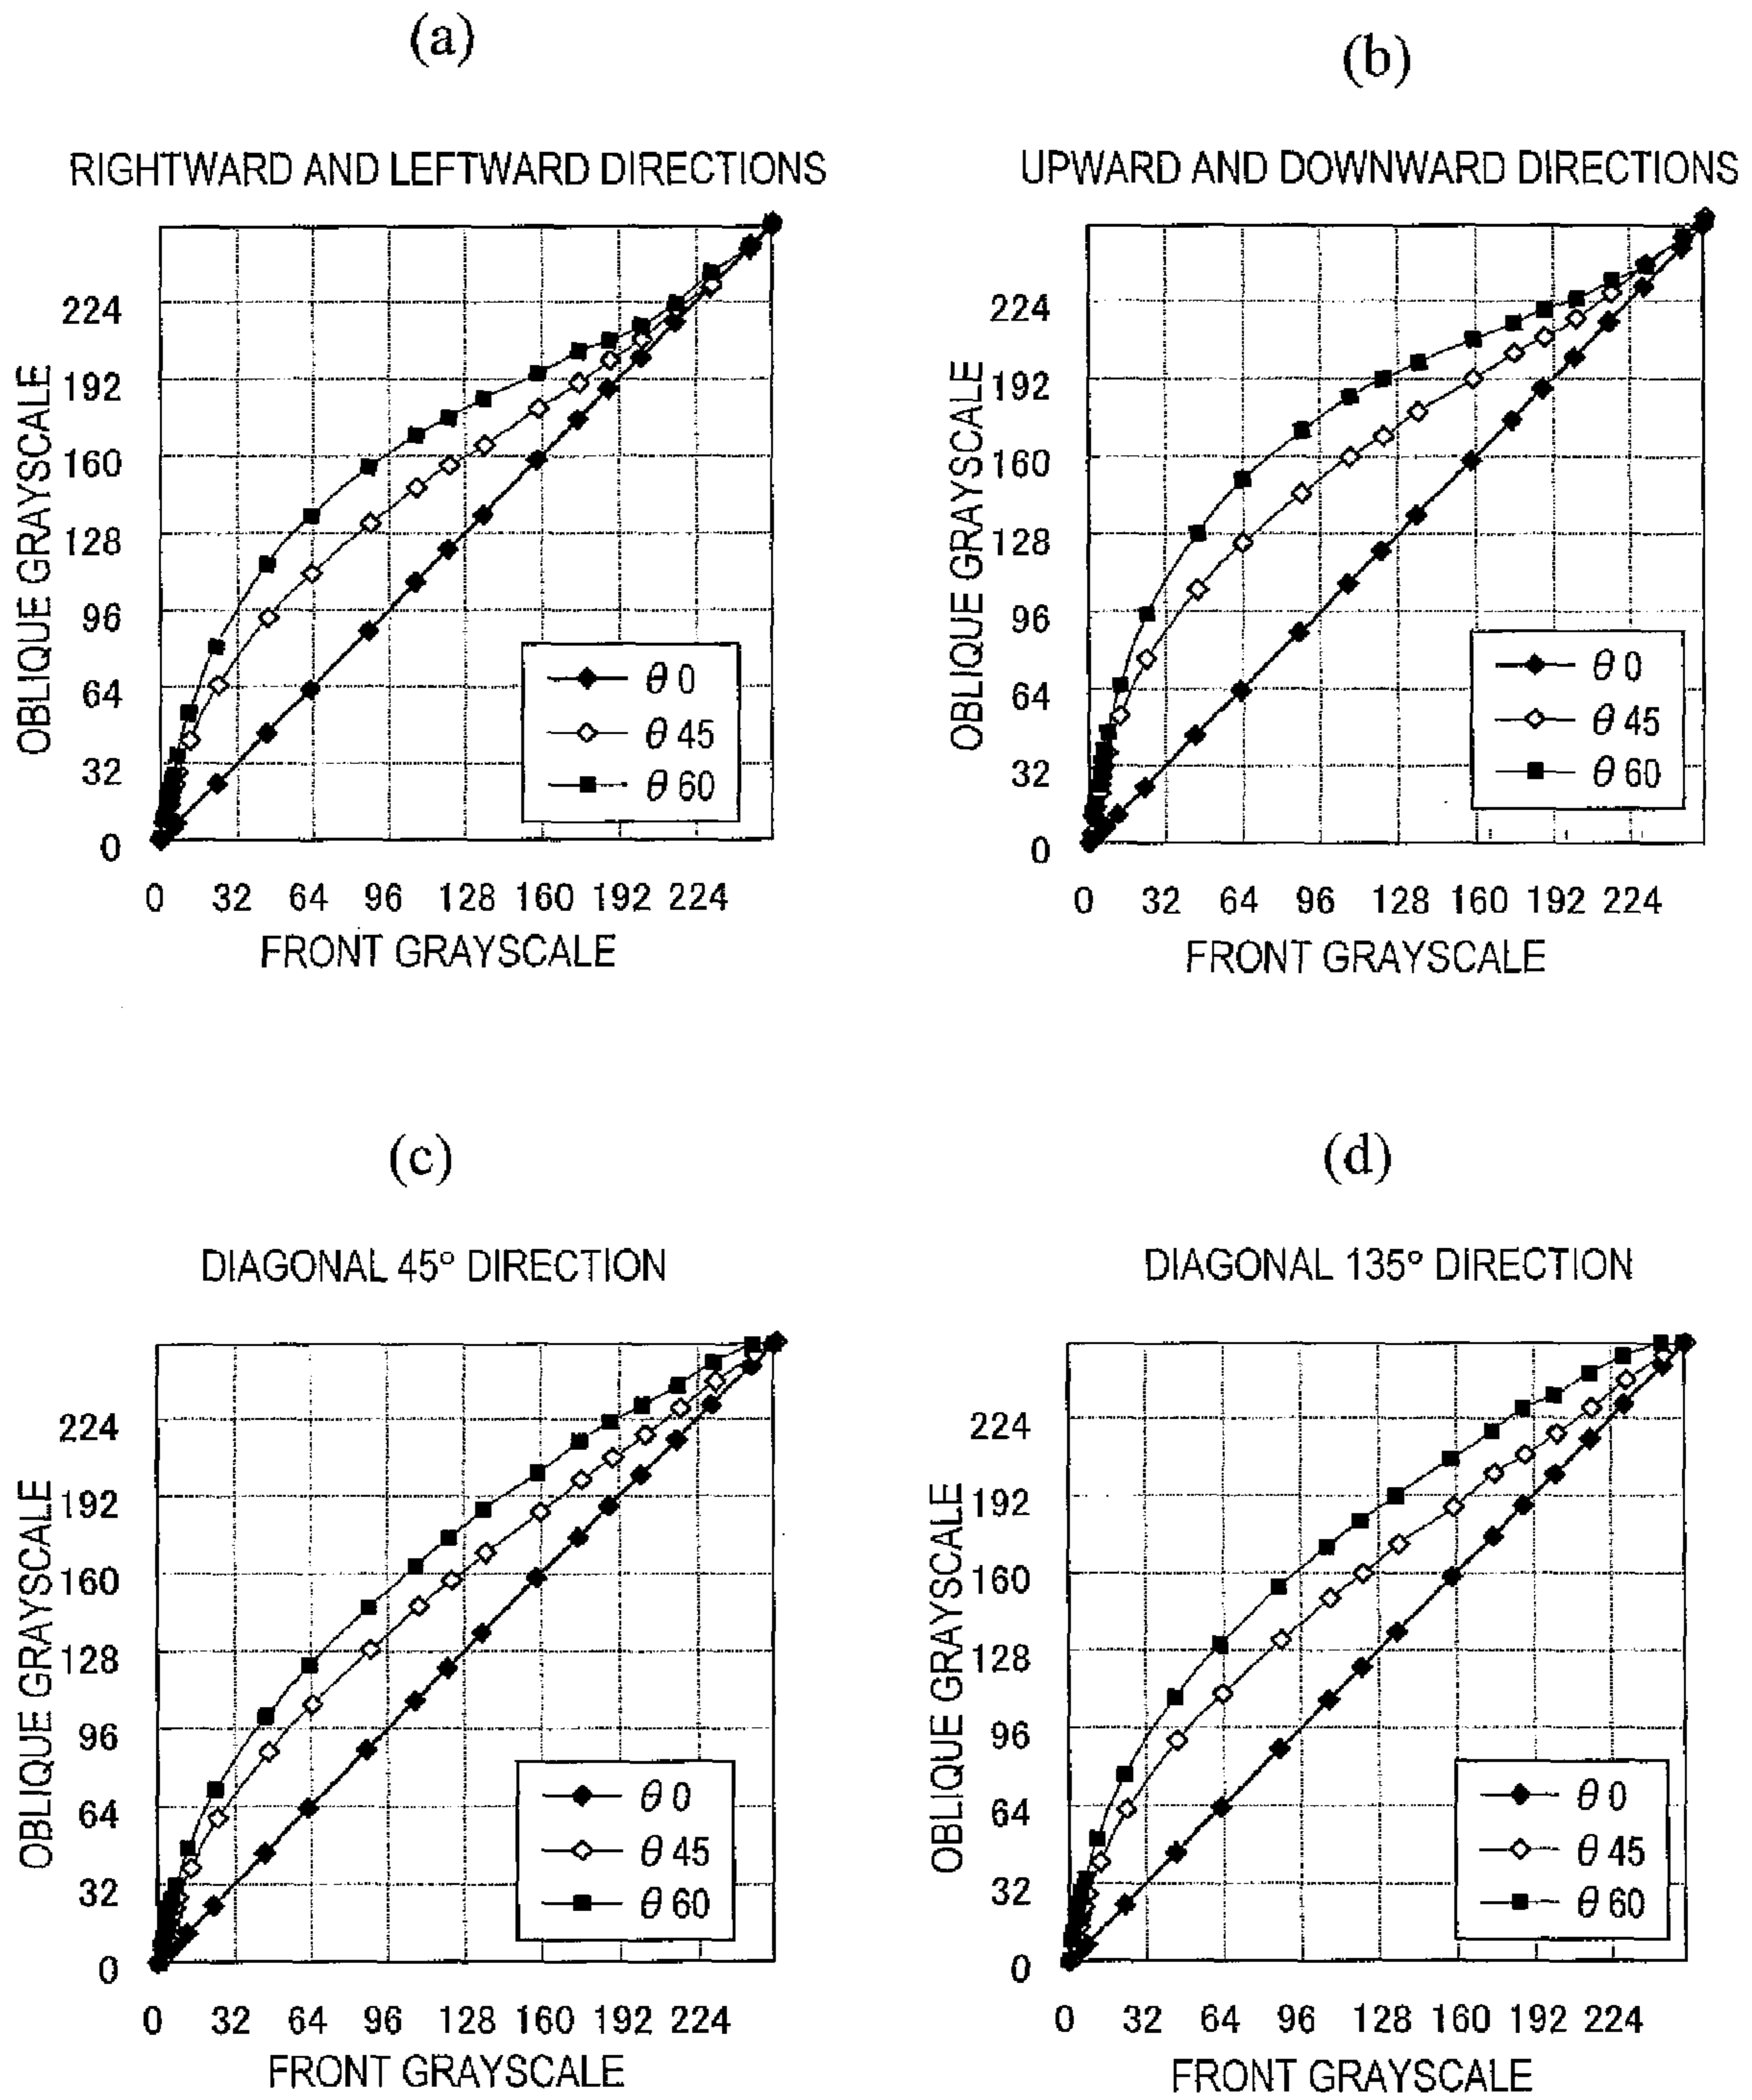 (a)
RIGHTWARD AND LEFTWARD DIRECTIONS
OBLIQUE GRAYSCALE
224
192
160
128
96
64
32
0
θ 0
θ 45
θ 60
0 32 64 96 128 160 192 224
FRONT GRAYSCALE
(b)
UPWARD AND DOWNWARD DIRECTIONS
OBLIQUE GRAYSCALE
224
192
160
128
96
64
32
0
θ 0
θ 45
θ 60
0 32 64 96 128 160 192 224
FRONT GRAYSCALE
(c)
DIAGONAL 45° DIRECTION
OBLIQUE GRAYSCALE
224
192
160
128
96
64
32
0
θ 0
θ 45
θ 60
0 32 64 96 128 160 192 224
FRONT GRAYSCALE
(d)
DIAGONAL 135° DIRECTION
OBLIQUE GRAYSCALE
224
192
160
128
96
64
32
0
θ 0
θ 45
θ 60
0 32 64 96 128 160 192 224
FRONT GRAYSCALE